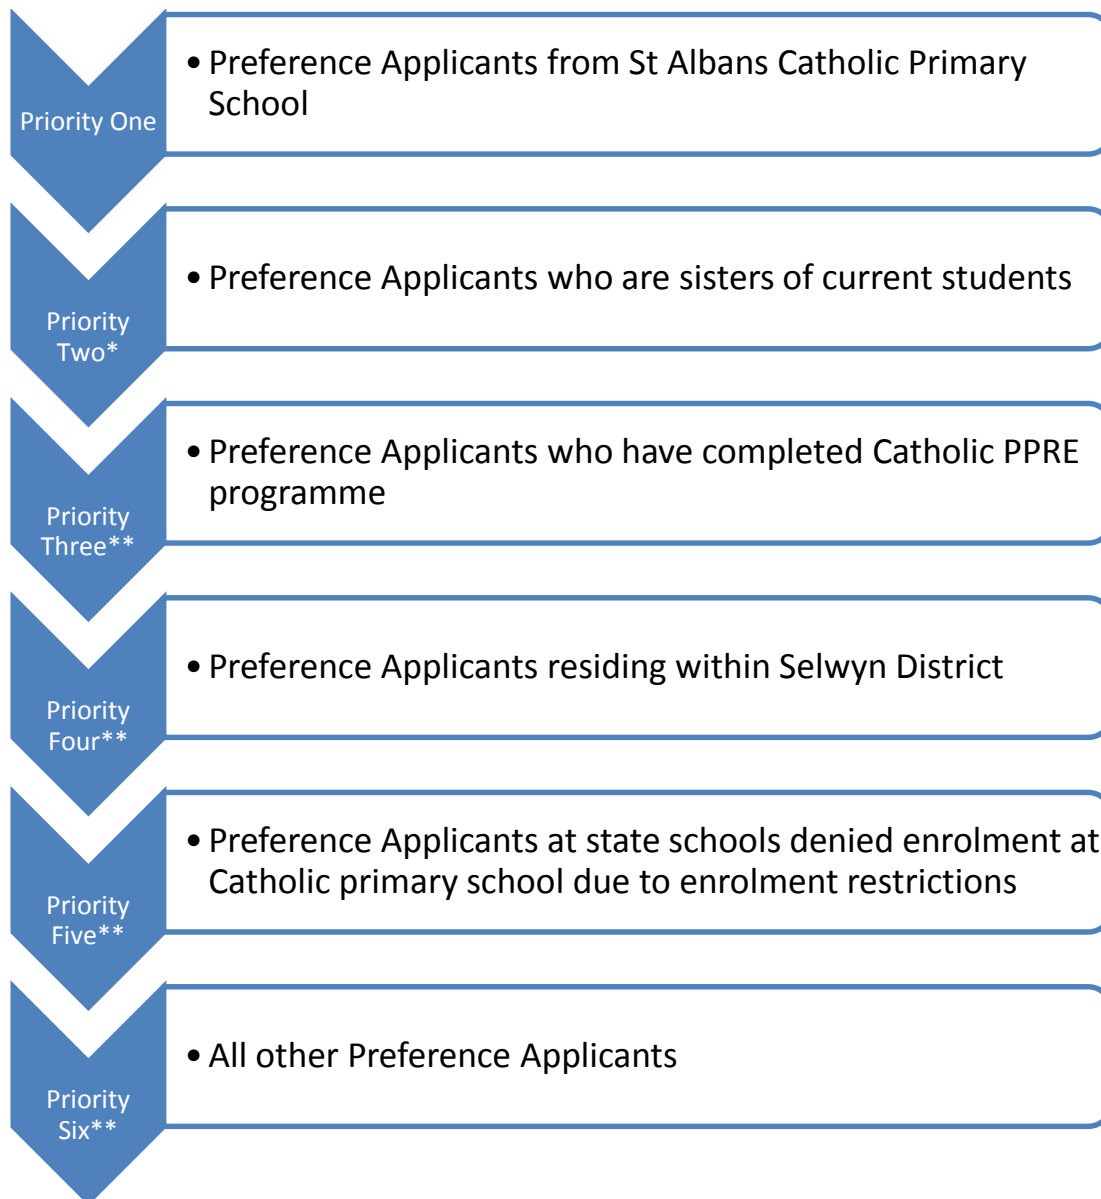 Priority One
• Preference Applicants from St Albans Catholic Primary
School
Priority
Two*
• Preference Applicants who are sisters of current students
Priority
Three**
• Preference Applicants who have completed Catholic PPRE
programme
Priority
Four**
• Preference Applicants residing within Selwyn District
Priority
Five**
• Preference Applicants at state schools denied enrolment at
Catholic primary school due to enrolment restrictions
Priority
Six**
• All other Preference Applicants